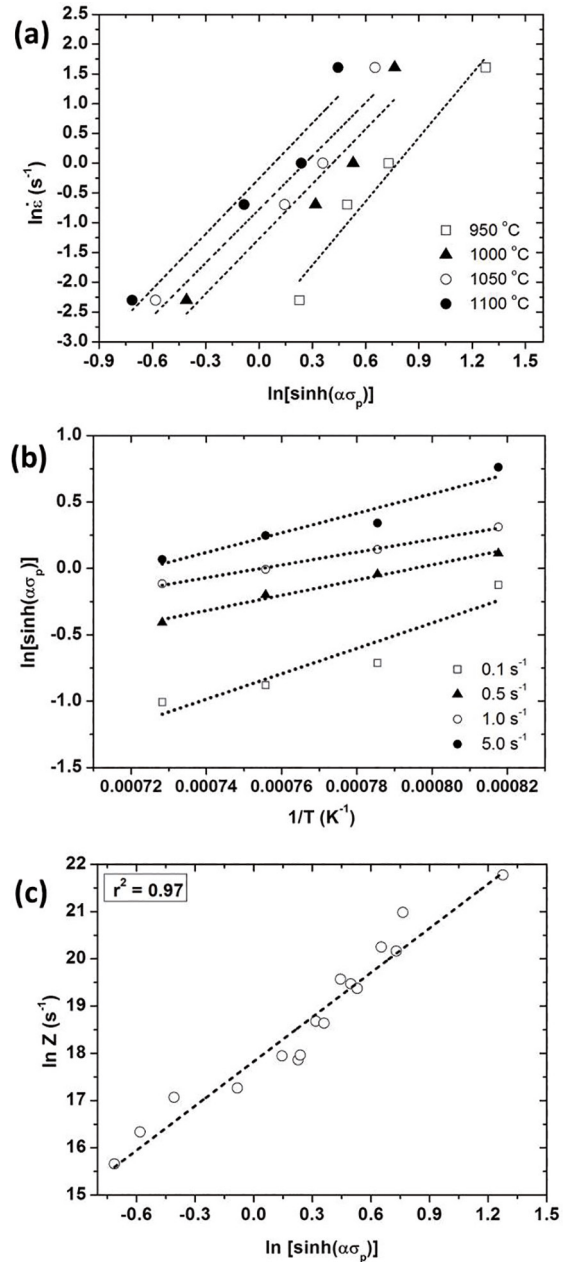 (a)
2.5
2.0
1.5
1.0
0.5
0.0
-0.5
-1.0
-1.5
-2.0
-2.5
-3.0
lnε̇ (s⁻¹)
950 °C
1000 °C
1050 °C
1100 °C
-0.9 -0.6 -0.3 0.0 0.3 0.6 0.9 1.2 1.5
ln[sinh(ασₚ)]
(b)
1.0
0.5
0.0
-0.5
-1.0
-1.5
ln[sinh(ασₚ)]
0.1 s⁻¹
0.5 s⁻¹
1.0 s⁻¹
5.0 s⁻¹
0.00072 0.00074 0.00076 0.00078 0.00080 0.00082
1/T (K⁻¹)
(c)
r² = 0.97
22
21
20
19
18
17
16
15
ln Z (s⁻¹)
-0.6 -0.3 0.0 0.3 0.6 0.9 1.2 1.5
ln [sinh(ασₚ)]